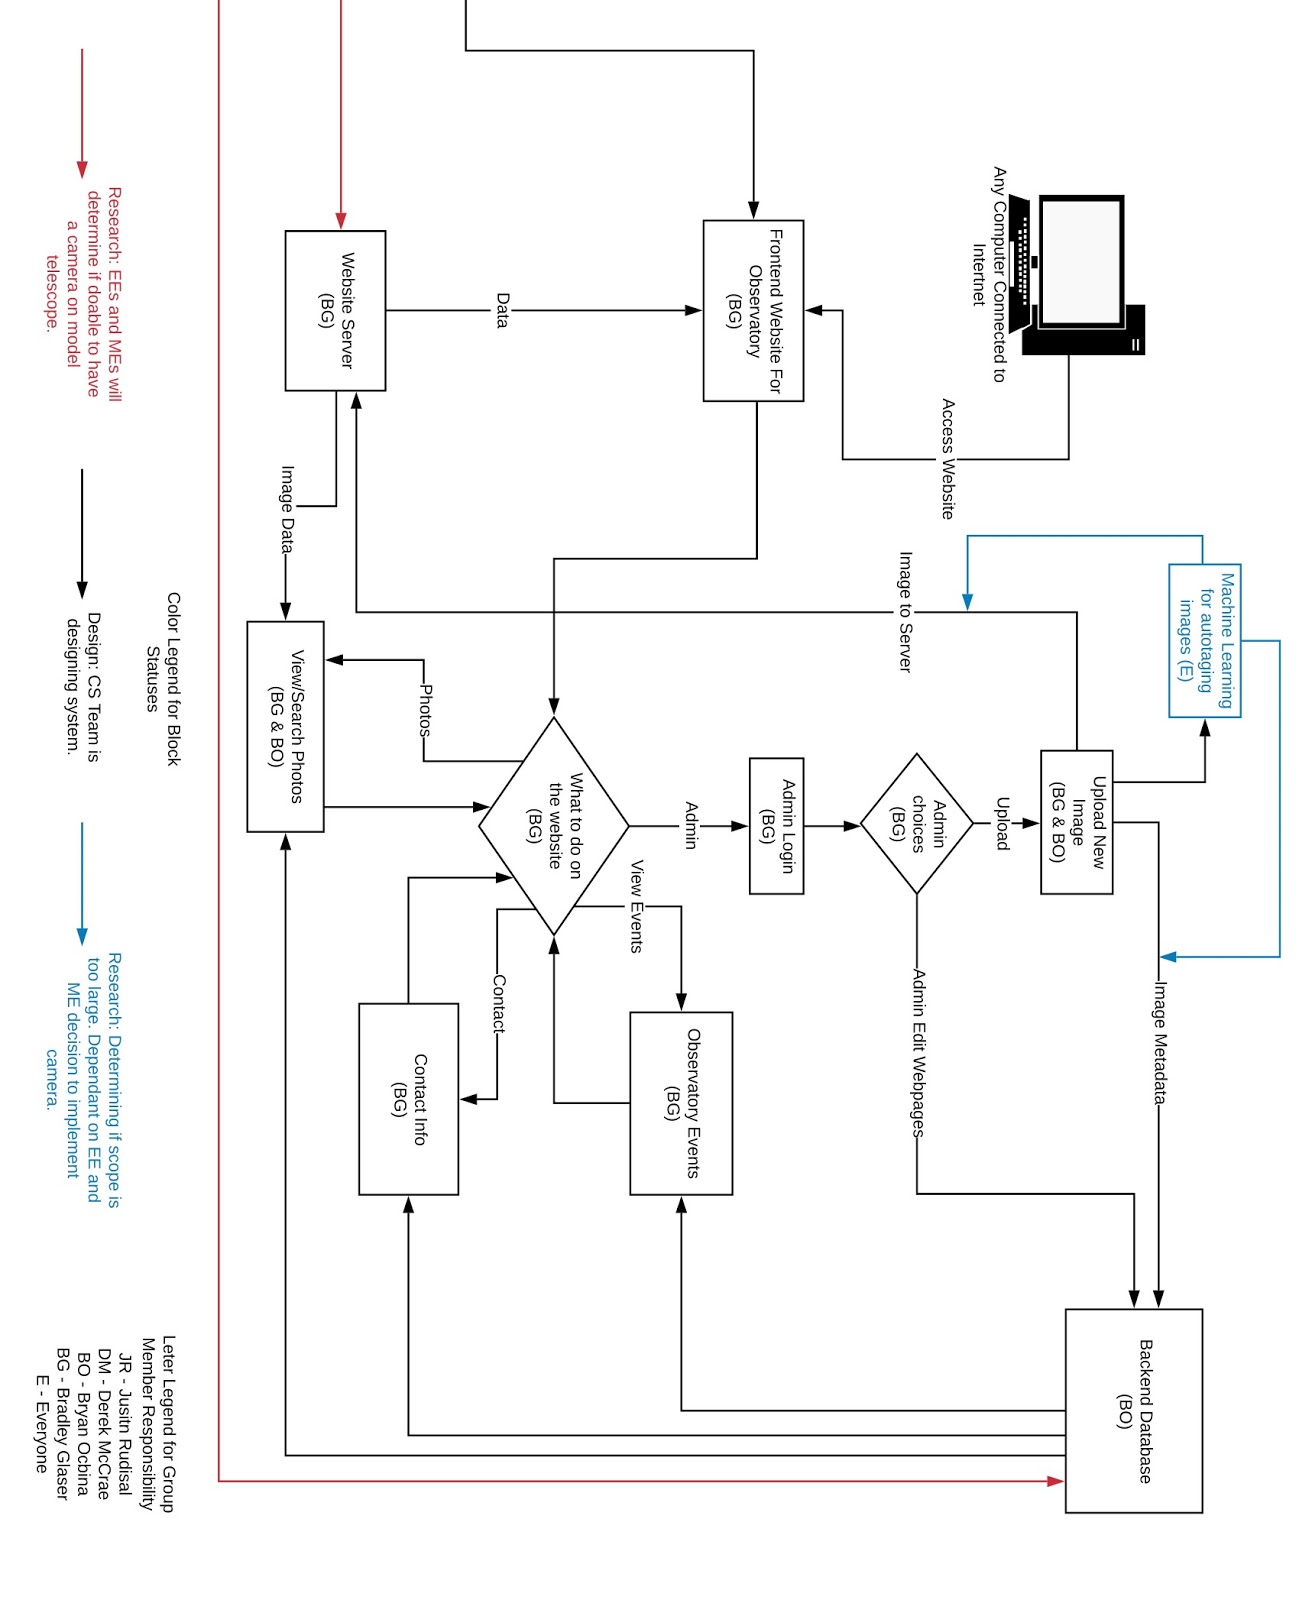 Any Computer Connected to
Intertnet
Access Website
Machine Learning
for autotaging
images (E)
Image to Server
Upload New
Image
(BG & BO)
Upload
Image Metadata
Admin
choices
(BG)
Admin Edit Webpages
Backend Database
(BO)
Frontend Website For
Observatory
(BG)
Admin Login
(BG)
Admin
View Events
Observatory Events
(BG)
What to do on
the website
(BG)
Data
Contact
Contact Info
(BG)
Photos
Website Server
(BG)
Image Data
View/Search Photos
(BG & BO)
Color Legend for Block
Statuses
Research: EEs and MEs will
determine if doable to have
a camera on model
telescope.
Design: CS Team is
designing system.
Research: Determining if scope is
too large. Dependant on EE and
ME decision to implement
camera.
Leter Legend for Group
Member Responsibility
JR - Jusitn Rudisal
DM - Derek McCrae
BO - Bryan Ocbina
BG - Bradley Glaser
E - Everyone